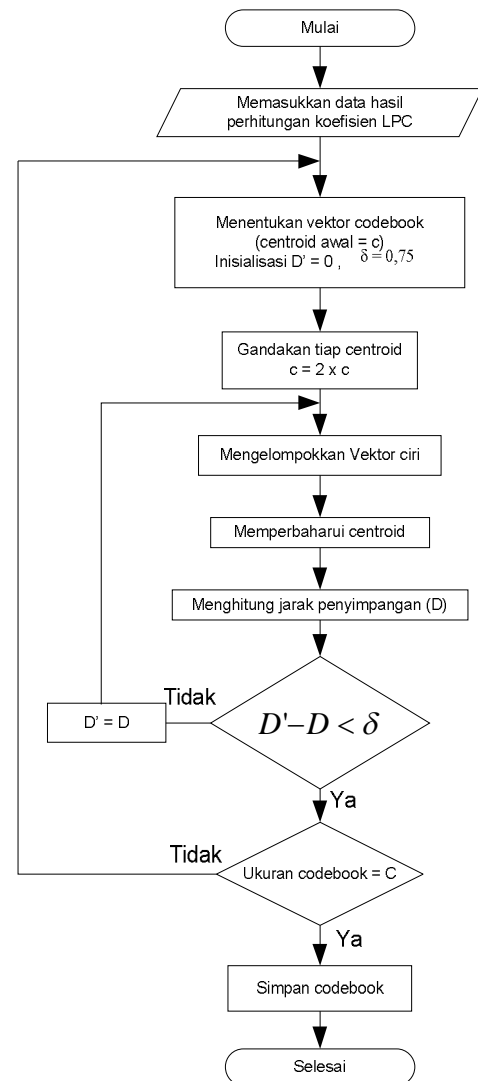 Mulai
Memasukkan data hasil
perhitungan koefisien LPC
Menentukan vektor codebook
(centroid awal = c)
Inisialisasi D' = 0 , δ = 0,75
Gandakan tiap centroid
c = 2 x c
Mengelompokkan Vektor ciri
Memperbaharui centroid
Menghitung jarak penyimpangan (D)
Tidak
D' = D
D'–D < δ
Ya
Tidak
Ukuran codebook = C
Ya
Simpan codebook
Selesai